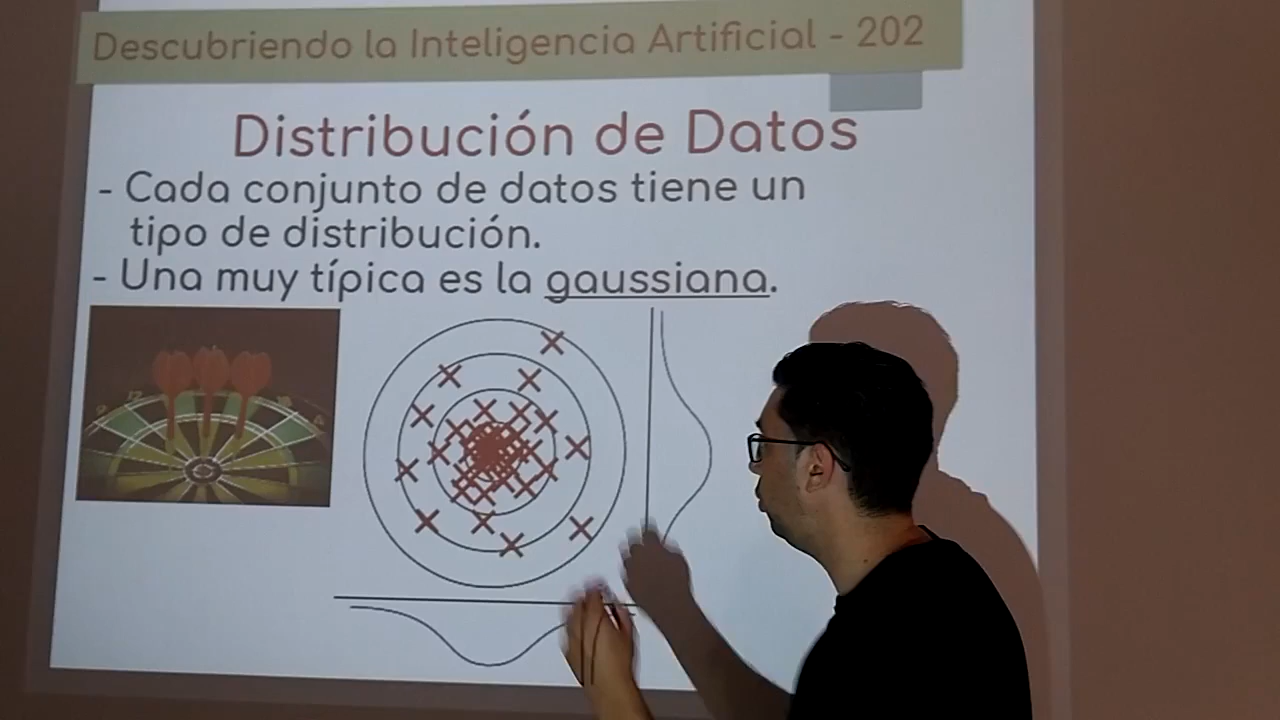 Descubriendo la Inteligencia Artificial - 202
Distribución de Datos
- Cada conjunto de datos tiene un
tipo de distribución.
- Una muy típica es la gaussiana.